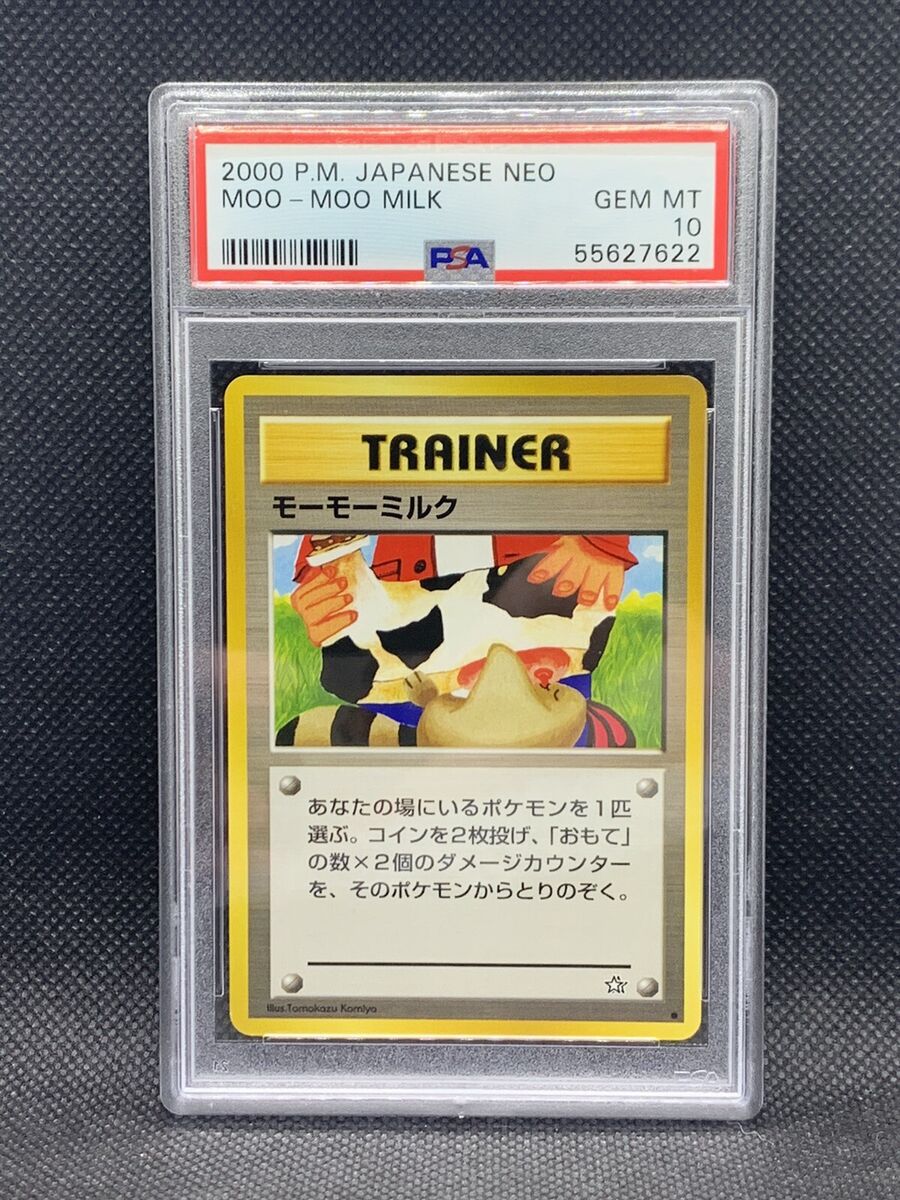 2000 P.M. JAPANESE NEO
MOO - MOO MILK GEM MT
10
PSA 55627622
TRAINER
モーモーミルク
あなたの場にいるポケモンを1匹
選ぶ。コインを2枚投げ、「おもて」
の数×2個のダメージカウンター
を、そのポケモンからとりのぞく。
Illus.Tomokazu Komiya